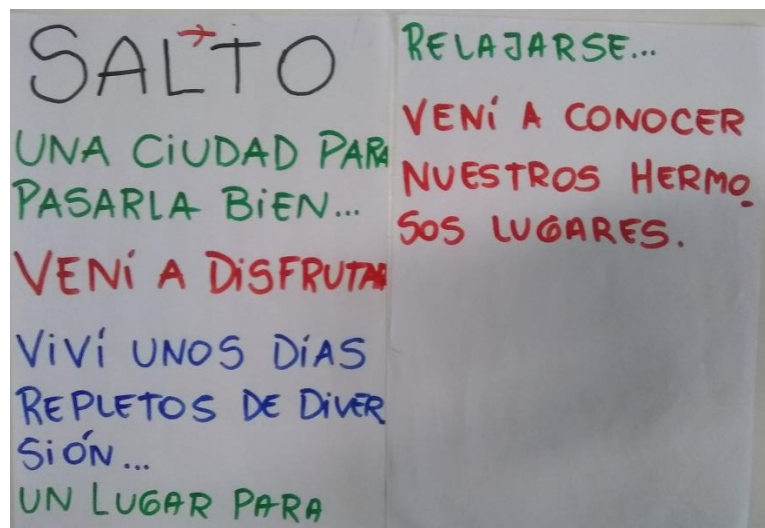 SALTO
UNA CIUDAD PARA
PASARLA BIEN...
VENÍ A DISFRUTAR
VIVÍ UNOS DÍAS
REPLETOS DE DIVER
SIÓN...
UN LUGAR PARA
RELAJARSE...
VENÍ A CONOCER
NUESTROS HERMO
SOS LUGARES.